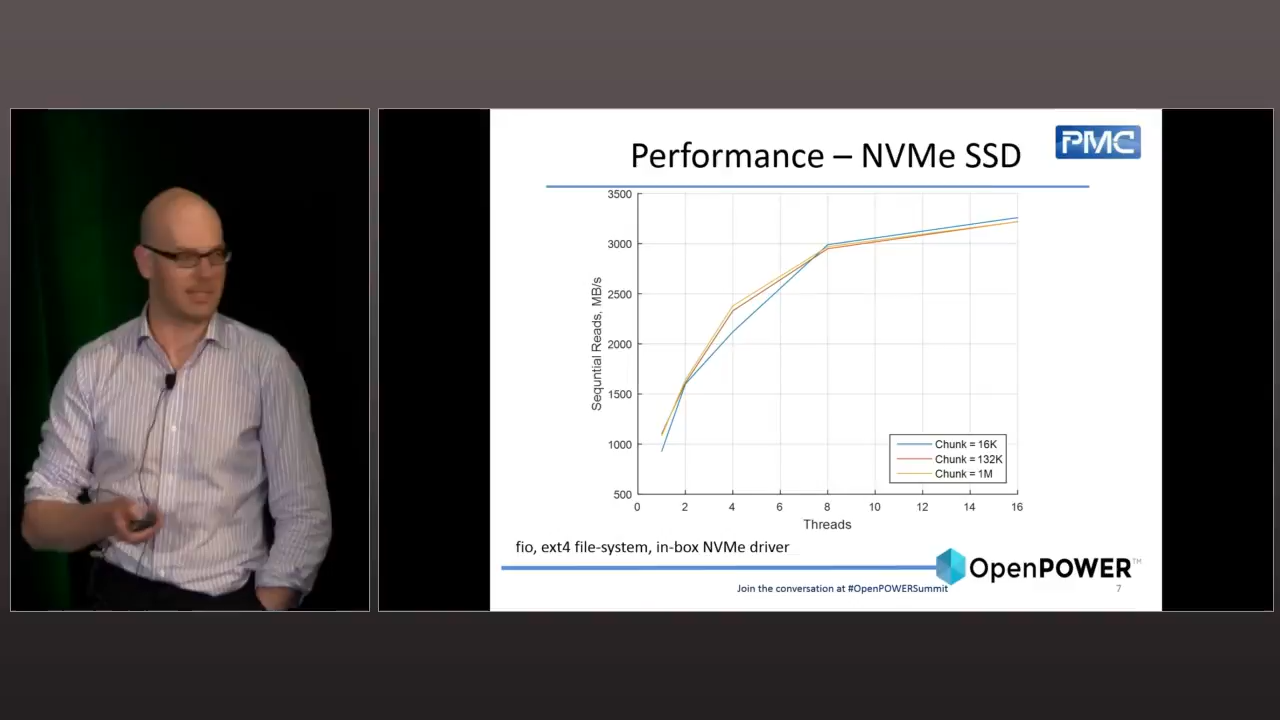 Performance – NVMe SSD
PMC
3500
3000
2500
2000
1500
1000
500
Sequntial Reads, MB/s
0 2 4 6 8 10 12 14 16
Threads
Chunk = 16K
Chunk = 132K
Chunk = 1M
fio, ext4 file-system, in-box NVMe driver
OpenPOWER™
Join the conversation at #OpenPOWERSummit
7